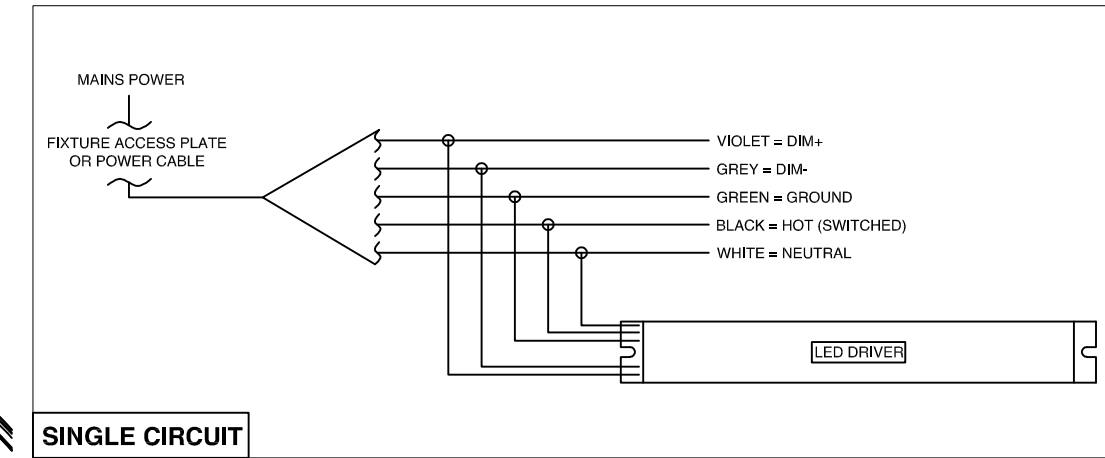 MAINS POWER
FIXTURE ACCESS PLATE
OR POWER CABLE
VIOLET = DIM+
GREY = DIM-
GREEN = GROUND
BLACK = HOT (SWITCHED)
WHITE = NEUTRAL
LED DRIVER
SINGLE CIRCUIT